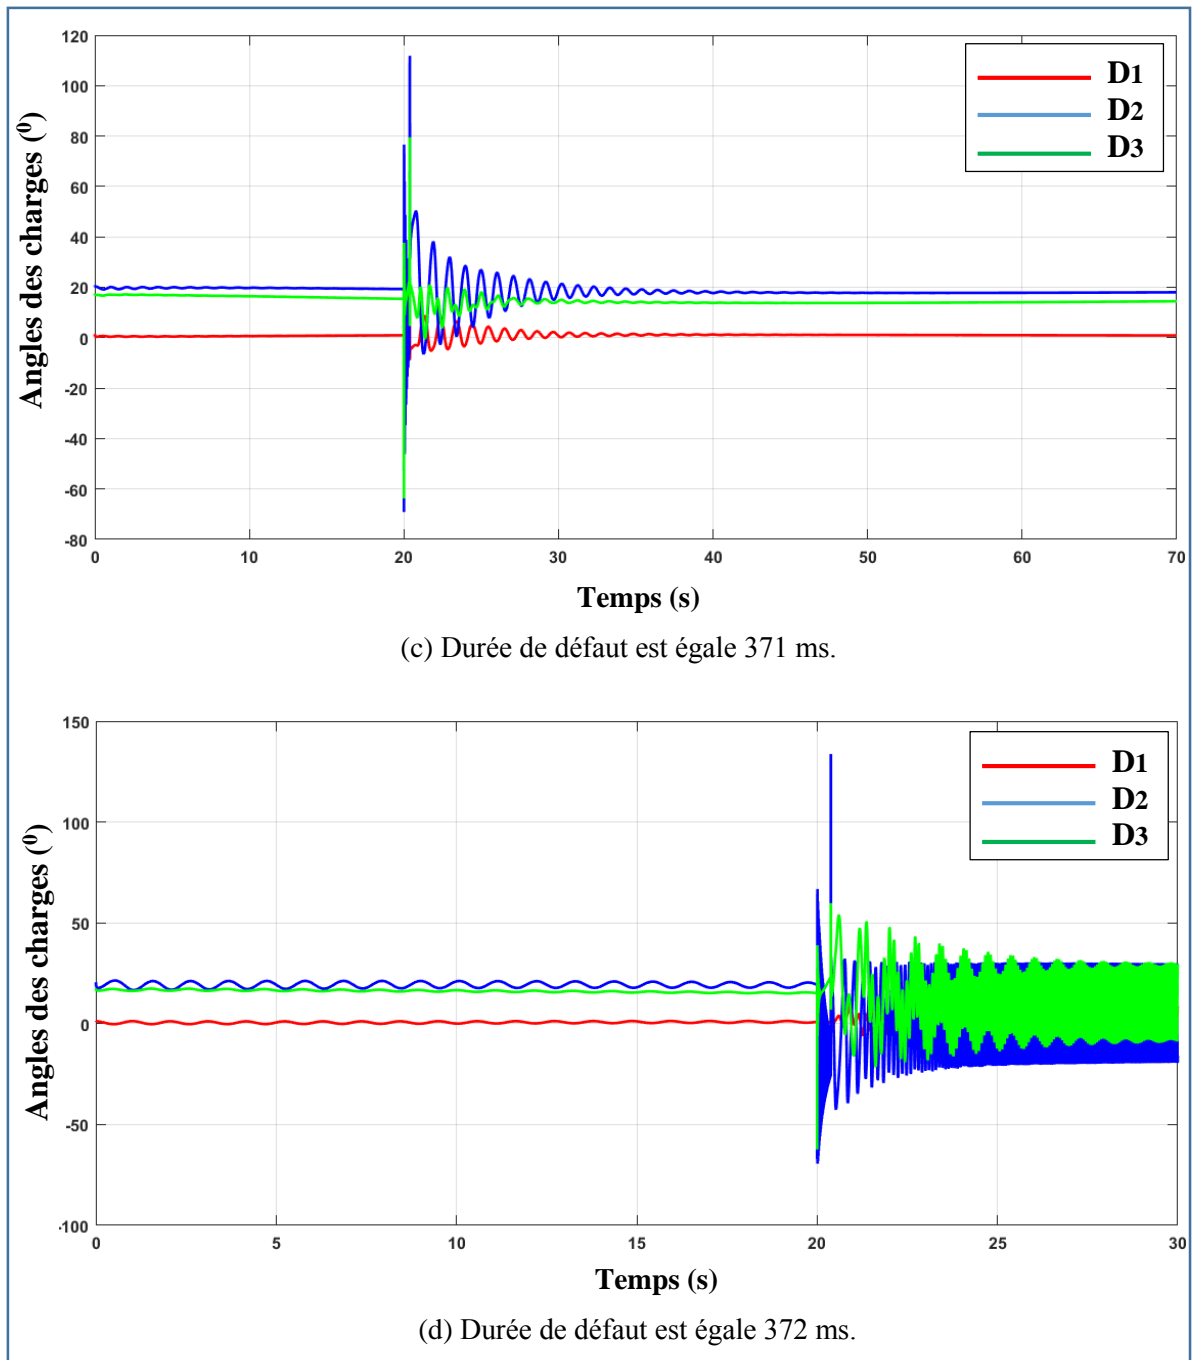 120
100
80
60
40
20
0
-20
-40
-60
-80
Angles des charges (⁰)
D1
D2
D3
0 10 20 30 40 50 60 70
Temps (s)
(c) Durée de défaut est égale 371 ms.
150
100
50
0
-50
-100
Angles des charges (⁰)
D1
D2
D3
0 5 10 15 20 25 30
Temps (s)
(d) Durée de défaut est égale 372 ms.